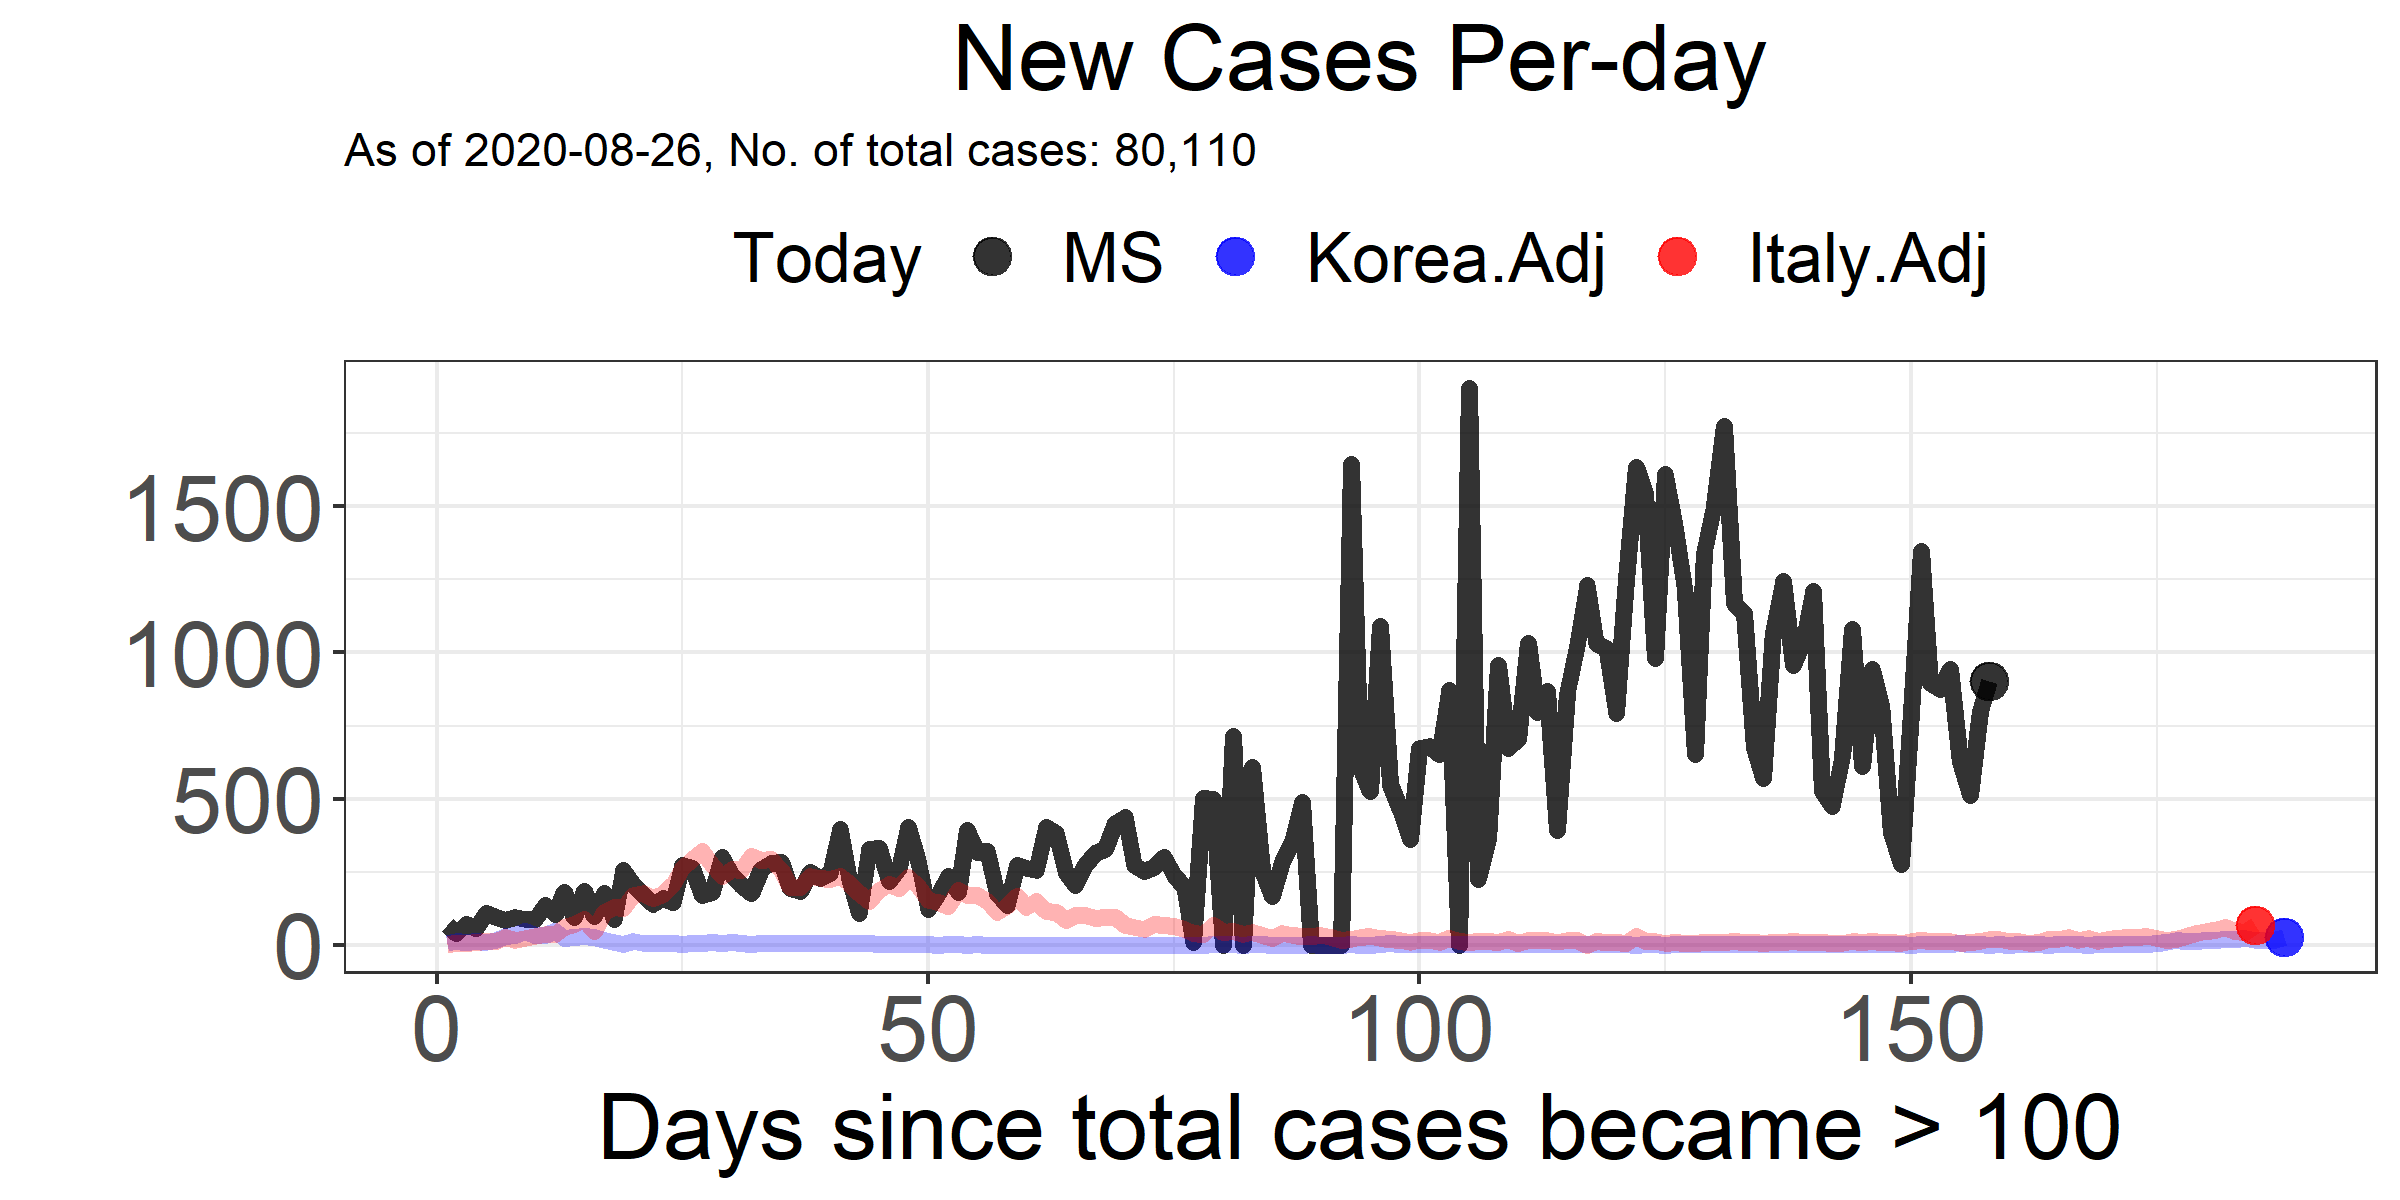 New Cases Per-day
As of 2020-08-26, No. of total cases: 80,110
Today MS Korea.Adj Italy.Adj
1500
1000
500
0
0 50 100 150
Days since total cases became > 100